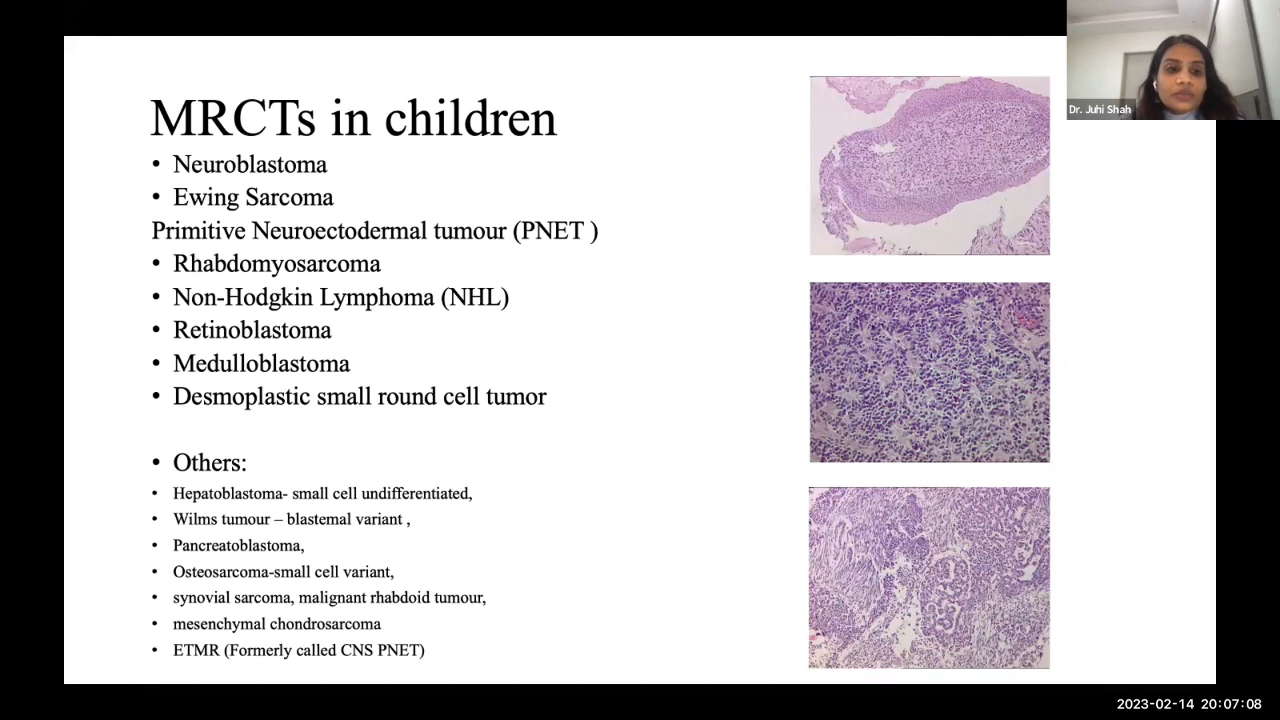 MRCTs in children
• Neuroblastoma
• Ewing Sarcoma
Primitive Neuroectodermal tumour (PNET )
• Rhabdomyosarcoma
• Non-Hodgkin Lymphoma (NHL)
• Retinoblastoma
• Medulloblastoma
• Desmoplastic small round cell tumor
• Others:
• Hepatoblastoma- small cell undifferentiated,
• Wilms tumour – blastemal variant ,
• Pancreatoblastoma,
• Osteosarcoma-small cell variant,
• synovial sarcoma, malignant rhabdoid tumour,
• mesenchymal chondrosarcoma
• ETMR (Formerly called CNS PNET)
Dr. Juhi Shah
2023-02-14 20:07:08